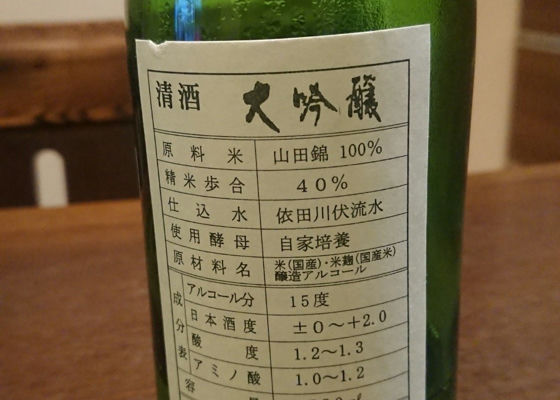 清酒 大吟醸
原料米 山田錦 100%
精米歩合 40%
仕込水 依田川伏流水
使用酵母 自家培養
原材料名 米(国産)・米麹(国産米)
醸造アルコール
成分表
アルコール分 15度
日本酒度 ±0〜+2.0
酸度 1.2〜1.3
アミノ酸 1.0〜1.2
容